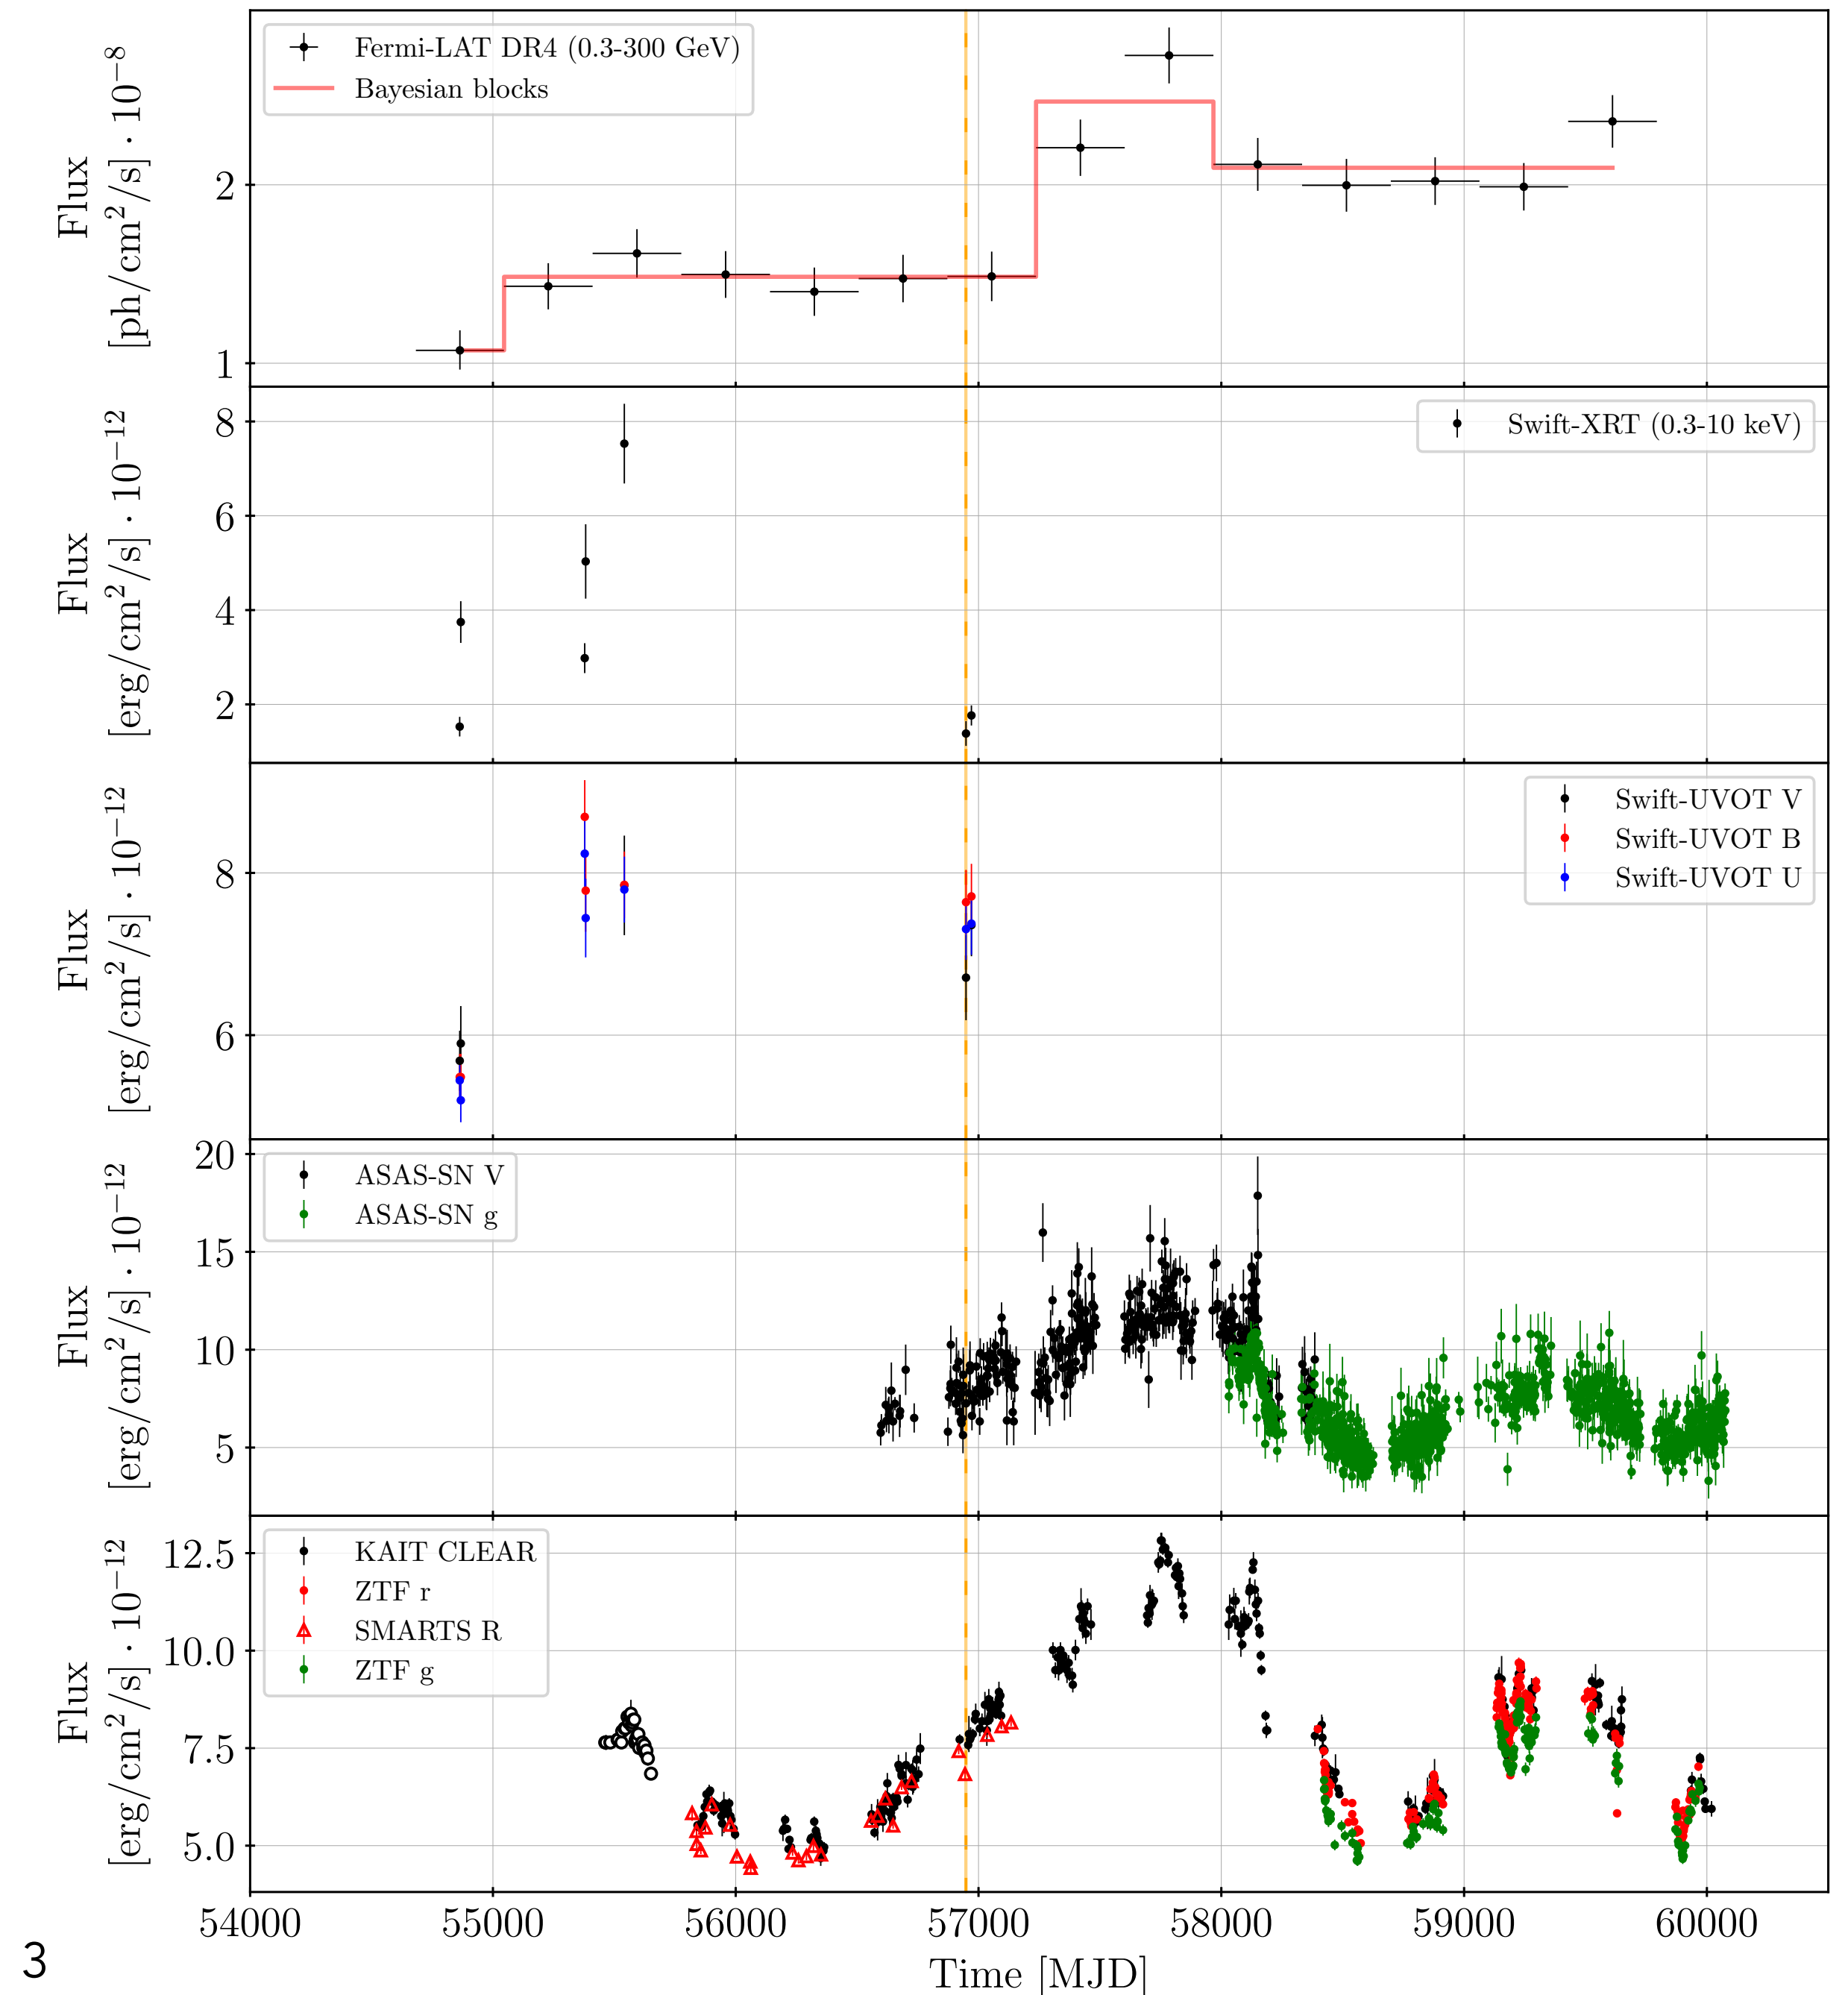 Fermi-LAT DR4 (0.3-300 GeV)
Bayesian blocks
Flux
[ph/cm²/s] · 10⁻⁸
2
1
Swift-XRT (0.3-10 keV)
Flux
[erg/cm²/s] · 10⁻¹²
8
6
4
2
Swift-UVOT V
Swift-UVOT B
Swift-UVOT U
Flux
[erg/cm²/s] · 10⁻¹²
8
6
ASAS-SN V
ASAS-SN g
Flux
[erg/cm²/s] · 10⁻¹²
20
15
10
5
KAIT CLEAR
ZTF r
SMARTS R
ZTF g
Flux
[erg/cm²/s] · 10⁻¹²
12.5
10.0
7.5
5.0
54000 55000 56000 57000 58000 59000 60000
Time [MJD]
3